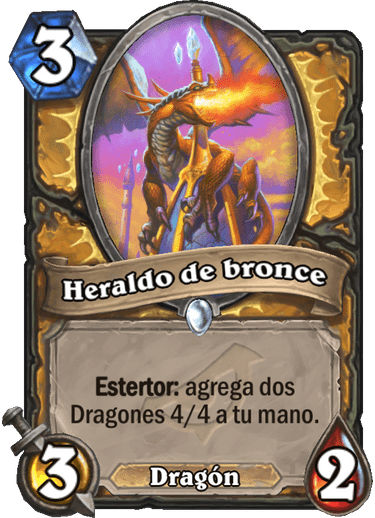 3
Heraldo de bronce
Estertor: agrega dos
Dragones 4/4 a tu mano.
3
Dragón
2